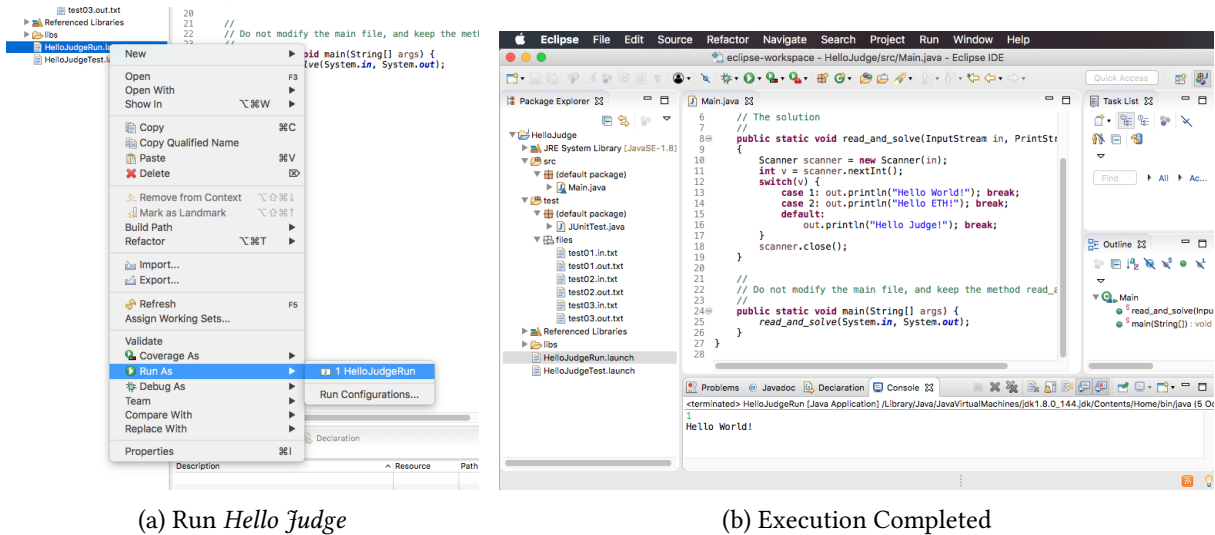 test03.out.txt
Referenced Libraries
libs
HelloJudgeRun.la
HelloJudgeTest.la
20
21 //
22 // Do not modify the main file, and keep the meth
23 //
oid main(String[] args) {
lve(System.in, System.out);
New
Open F3
Open With
Show In ⌥⌘W
Copy ⌘C
Copy Qualified Name
Paste ⌘V
Delete ⌦
Remove from Context ⌥⇧⌘↓
Mark as Landmark ⌥⇧⌘↑
Build Path
Refactor ⌥⌘T
Import...
Export...
Refresh F5
Assign Working Sets...
Validate
Coverage As
Run As
Debug As
Team
Compare With
Replace With
Properties ⌘I
1 HelloJudgeRun
Run Configurations...
Declaration
Description Resource Path
(a) Run Hello Judge
Eclipse File Edit Source Refactor Navigate Search Project Run Window Help
eclipse-workspace - HelloJudge/src/Main.java - Eclipse IDE
Quick Access
Package Explorer
HelloJudge
JRE System Library [JavaSE-1.8]
src
(default package)
Main.java
test
(default package)
JUnitTest.java
files
test01.in.txt
test01.out.txt
test02.in.txt
test02.out.txt
test03.in.txt
test03.out.txt
Referenced Libraries
libs
HelloJudgeRun.launch
HelloJudgeTest.launch
Main.java
6 // The solution
7 //
8 public static void read_and_solve(InputStream in, PrintStr
9 {
10 Scanner scanner = new Scanner(in);
11 int v = scanner.nextInt();
12 switch(v) {
13 case 1: out.println("Hello World!"); break;
14 case 2: out.println("Hello ETH!"); break;
15 default:
16 out.println("Hello Judge!"); break;
17 }
18 scanner.close();
19 }
20
21 //
22 // Do not modify the main file, and keep the method read_a
23 //
24 public static void main(String[] args) {
25 read_and_solve(System.in, System.out);
26 }
27 }
28
Task List
Find All Ac...
Outline
Main
S read_and_solve(Inpu
S main(String[]) : void
Problems @ Javadoc Declaration Console
<terminated> HelloJudgeRun [Java Application] /Library/Java/JavaVirtualMachines/jdk1.8.0_144.jdk/Contents/Home/bin/java (5 Oc
1
Hello World!
(b) Execution Completed